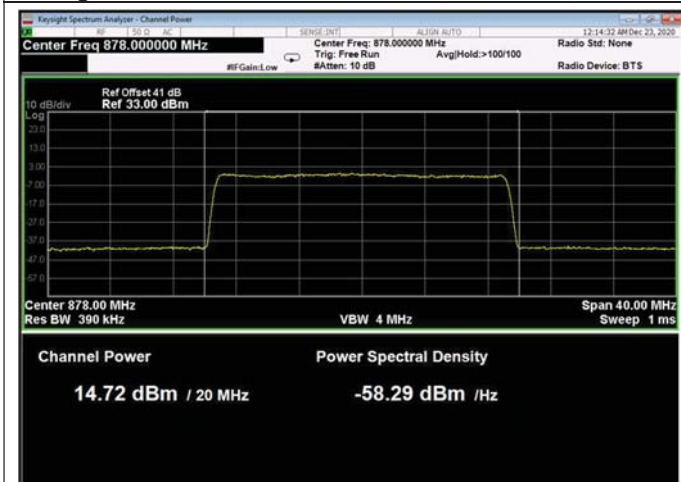 Keysight Spectrum Analyzer - Channel Power
RF 50 Ω AC SENSE:INT ALIGN AUTO 12:14:32 AM Dec 23, 2020
Center Freq 878.000000 MHz Center Freq: 878.000000 MHz Radio Std: None
Trig: Free Run Avg|Hold:>100/100
#IFGain:Low #Atten: 10 dB Radio Device: BTS
Ref Offset 41 dB
10 dB/div Ref 33.00 dBm
Log
23.0
13.0
3.00
-7.00
-17.0
-27.0
-37.0
-47.0
-57.0
Center 878.00 MHz Span 40.00 MHz
Res BW 390 kHz VBW 4 MHz Sweep 1 ms
Channel Power Power Spectral Density
14.72 dBm / 20 MHz -58.29 dBm /Hz